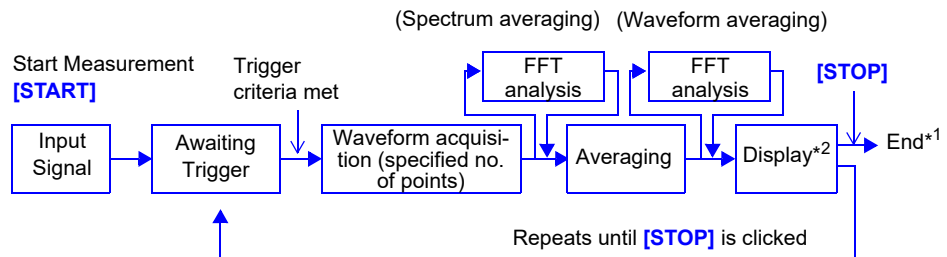 (Spectrum averaging)
(Waveform averaging)
FFT
analysis
FFT
analysis
Start Measurement
[START]
Trigger
criteria met
[STOP]
Input
Signal
Awaiting
Trigger
Waveform acquisi-
tion (specified no.
of points)
Averaging
Display*2
End*1
Repeats until [STOP] is clicked